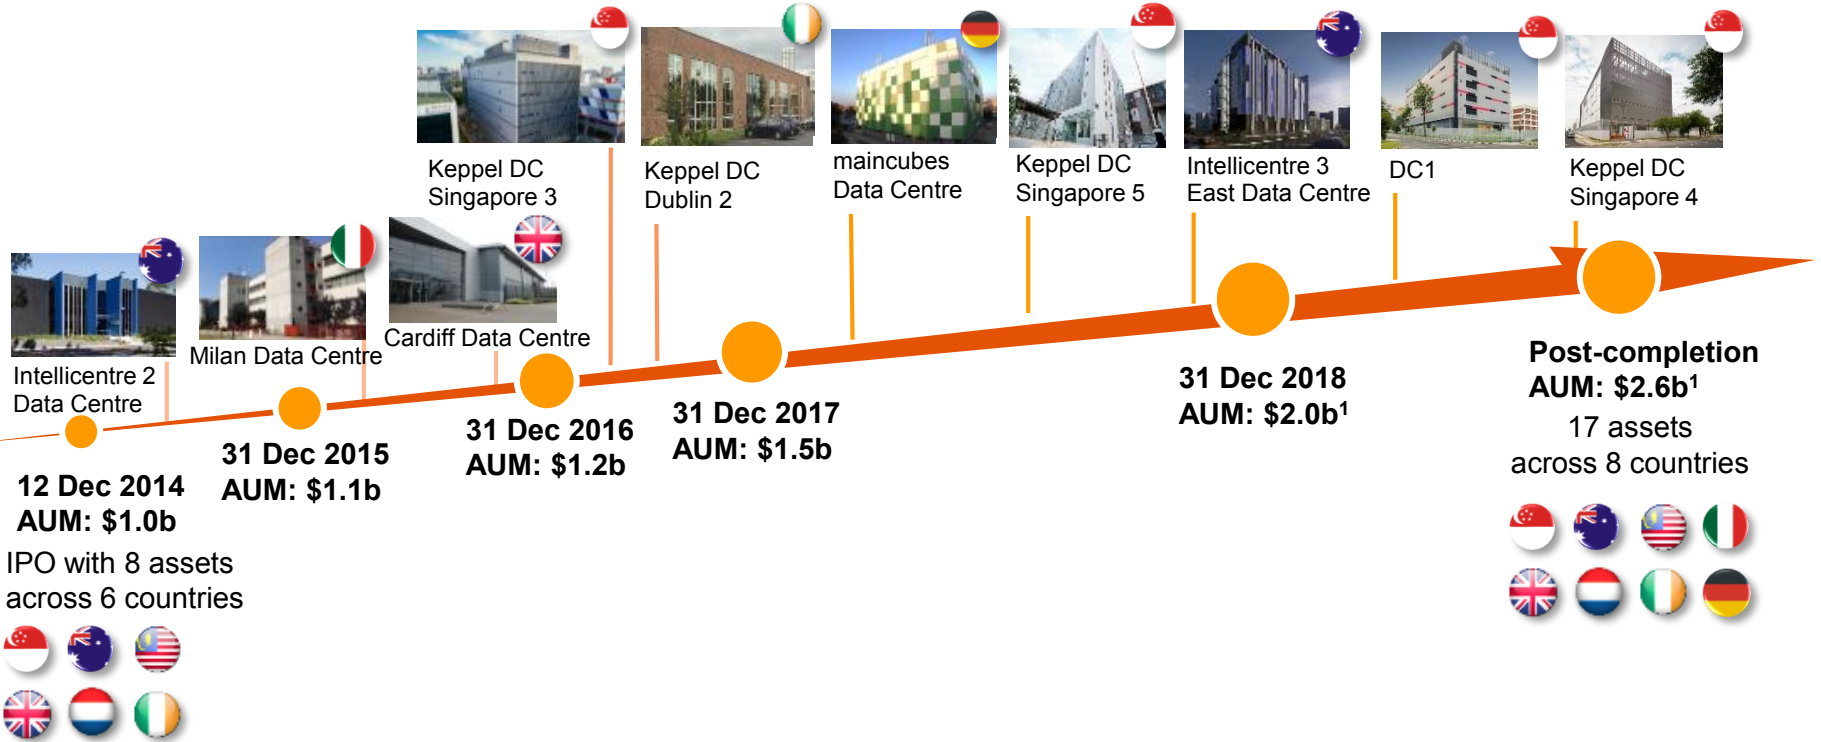 Keppel DC
Singapore 3
Keppel DC
Dublin 2
maincubes
Data Centre
Keppel DC
Singapore 5
Intellicentre 3
East Data Centre
DC1
Keppel DC
Singapore 4
Intellicentre 2
Data Centre
Milan Data Centre
Cardiff Data Centre
12 Dec 2014
AUM: $1.0b
IPO with 8 assets
across 6 countries
31 Dec 2015
AUM: $1.1b
31 Dec 2016
AUM: $1.2b
31 Dec 2017
AUM: $1.5b
31 Dec 2018
AUM: $2.0b¹
Post-completion
AUM: $2.6b¹
17 assets
across 8 countries